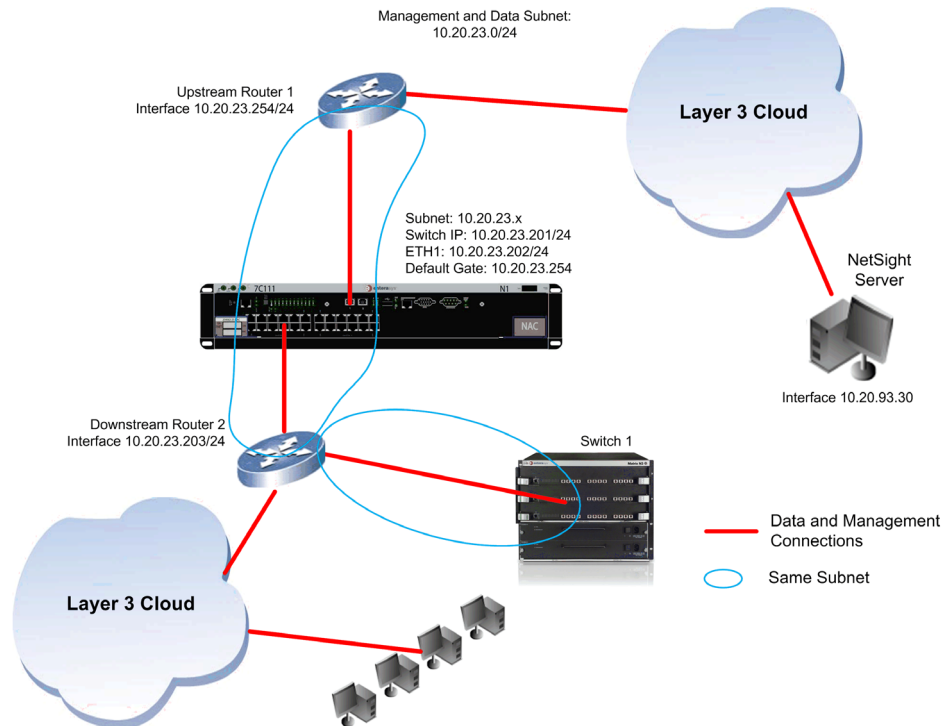 Management and Data Subnet:
10.20.23.0/24
Upstream Router 1
Interface 10.20.23.254/24
Layer 3 Cloud
Subnet: 10.20.23.x
Switch IP: 10.20.23.201/24
ETH1: 10.20.23.202/24
Default Gate: 10.20.23.254
NetSight
Server
7C111
enterasys
N1
NAC
Interface 10.20.93.30
Downstream Router 2
Interface 10.20.23.203/24
Switch 1
Data and Management
Connections
Same Subnet
Layer 3 Cloud